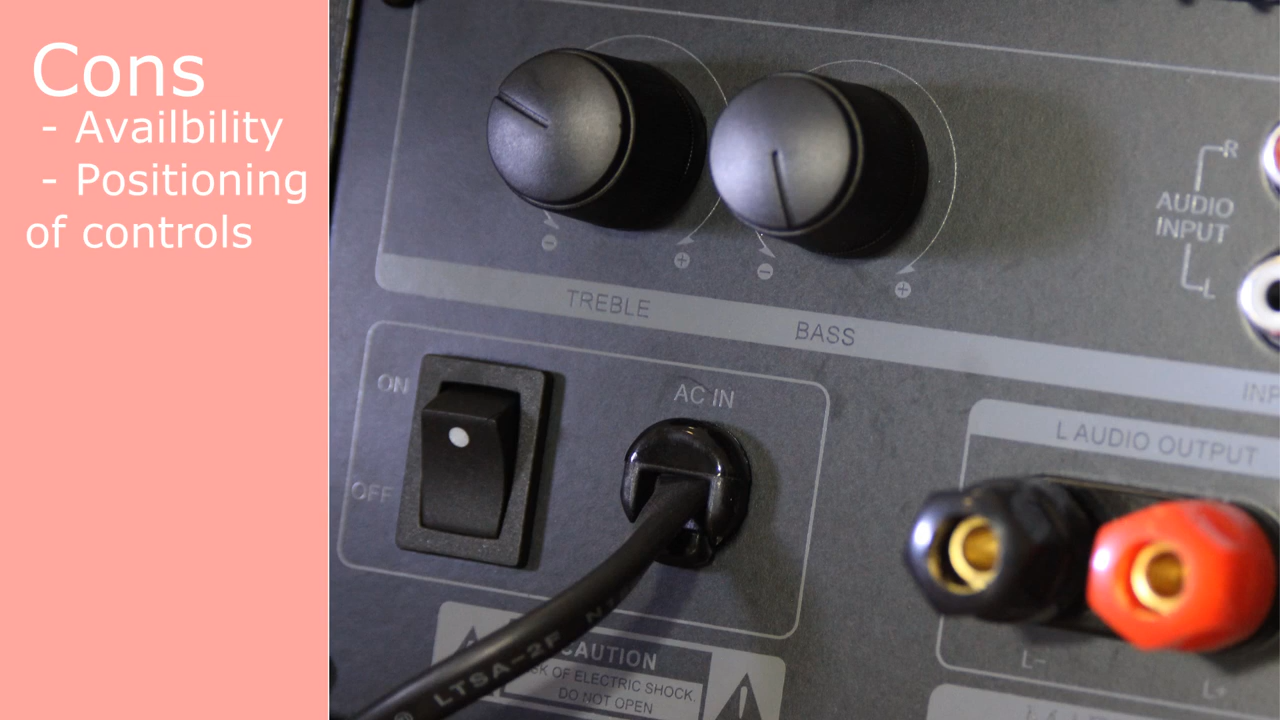 Cons
- Availbility
- Positioning
of controls
R
AUDIO
INPUT
L
TREBLE
BASS
ON
OFF
AC IN
L AUDIO OUTPUT
LTSA-2F
CAUTION
OF ELECTRIC SHOCK
DO NOT OPEN
L-
L+